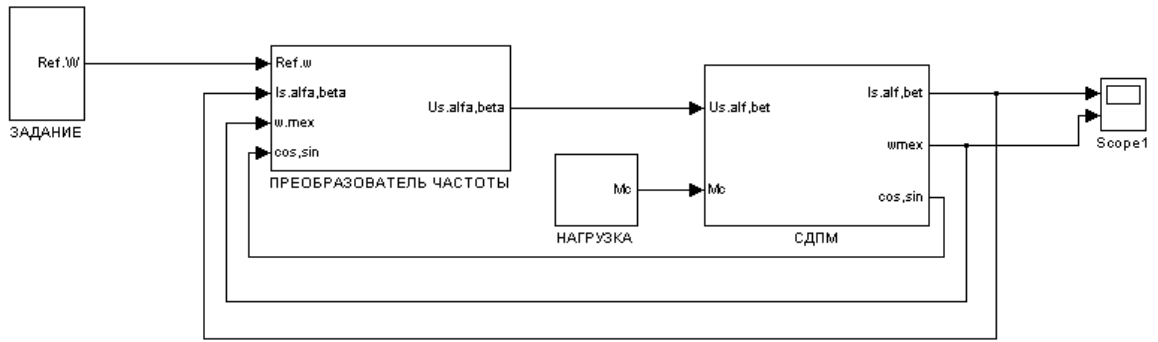 Ref.W
ЗАДАНИЕ
Ref.w
Is.alfa,beta
w.mex
cos,sin
Us.alfa,beta
ПРЕОБРАЗОВАТЕЛЬ ЧАСТОТЫ
Mc
НАГРУЗКА
Us.alf,bet
Mc
Is.alf,bet
wmex
cos,sin
СДПМ
Scope1